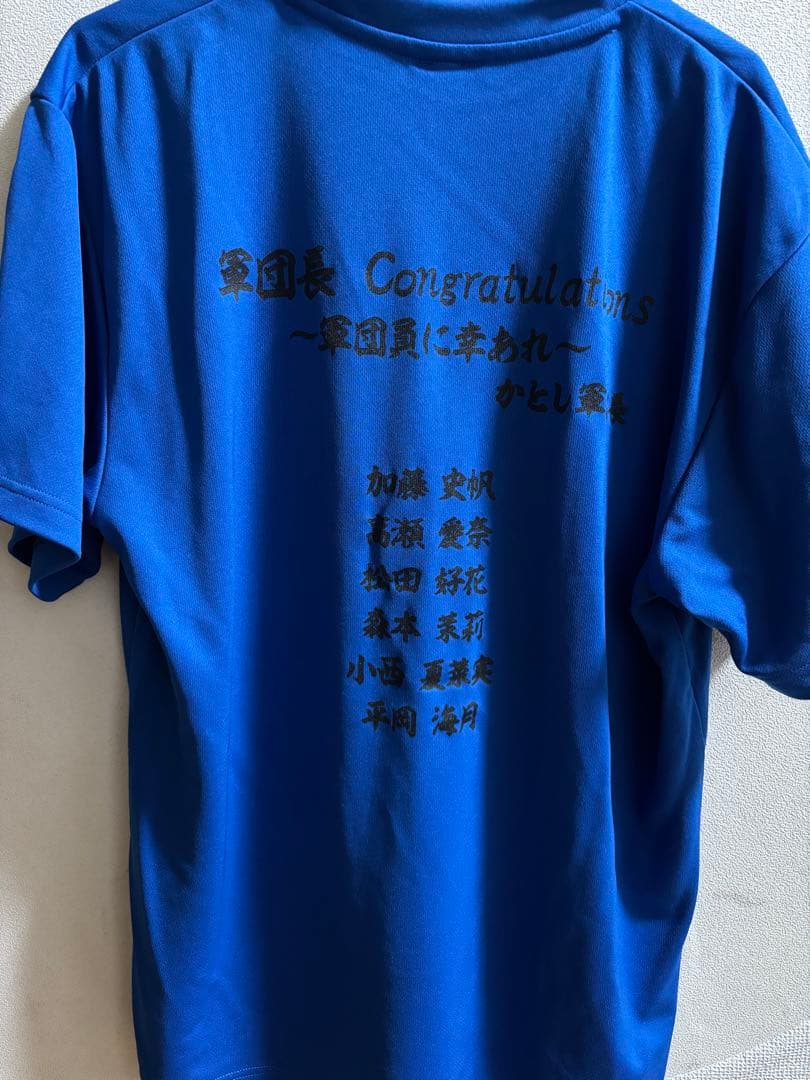 軍団長 Congratulations
～軍団員に幸あれ～
かとし軍長
加藤 史帆
高瀬 愛奈
松田 好花
森本 茉莉
小西 夏菜実
平岡 海月